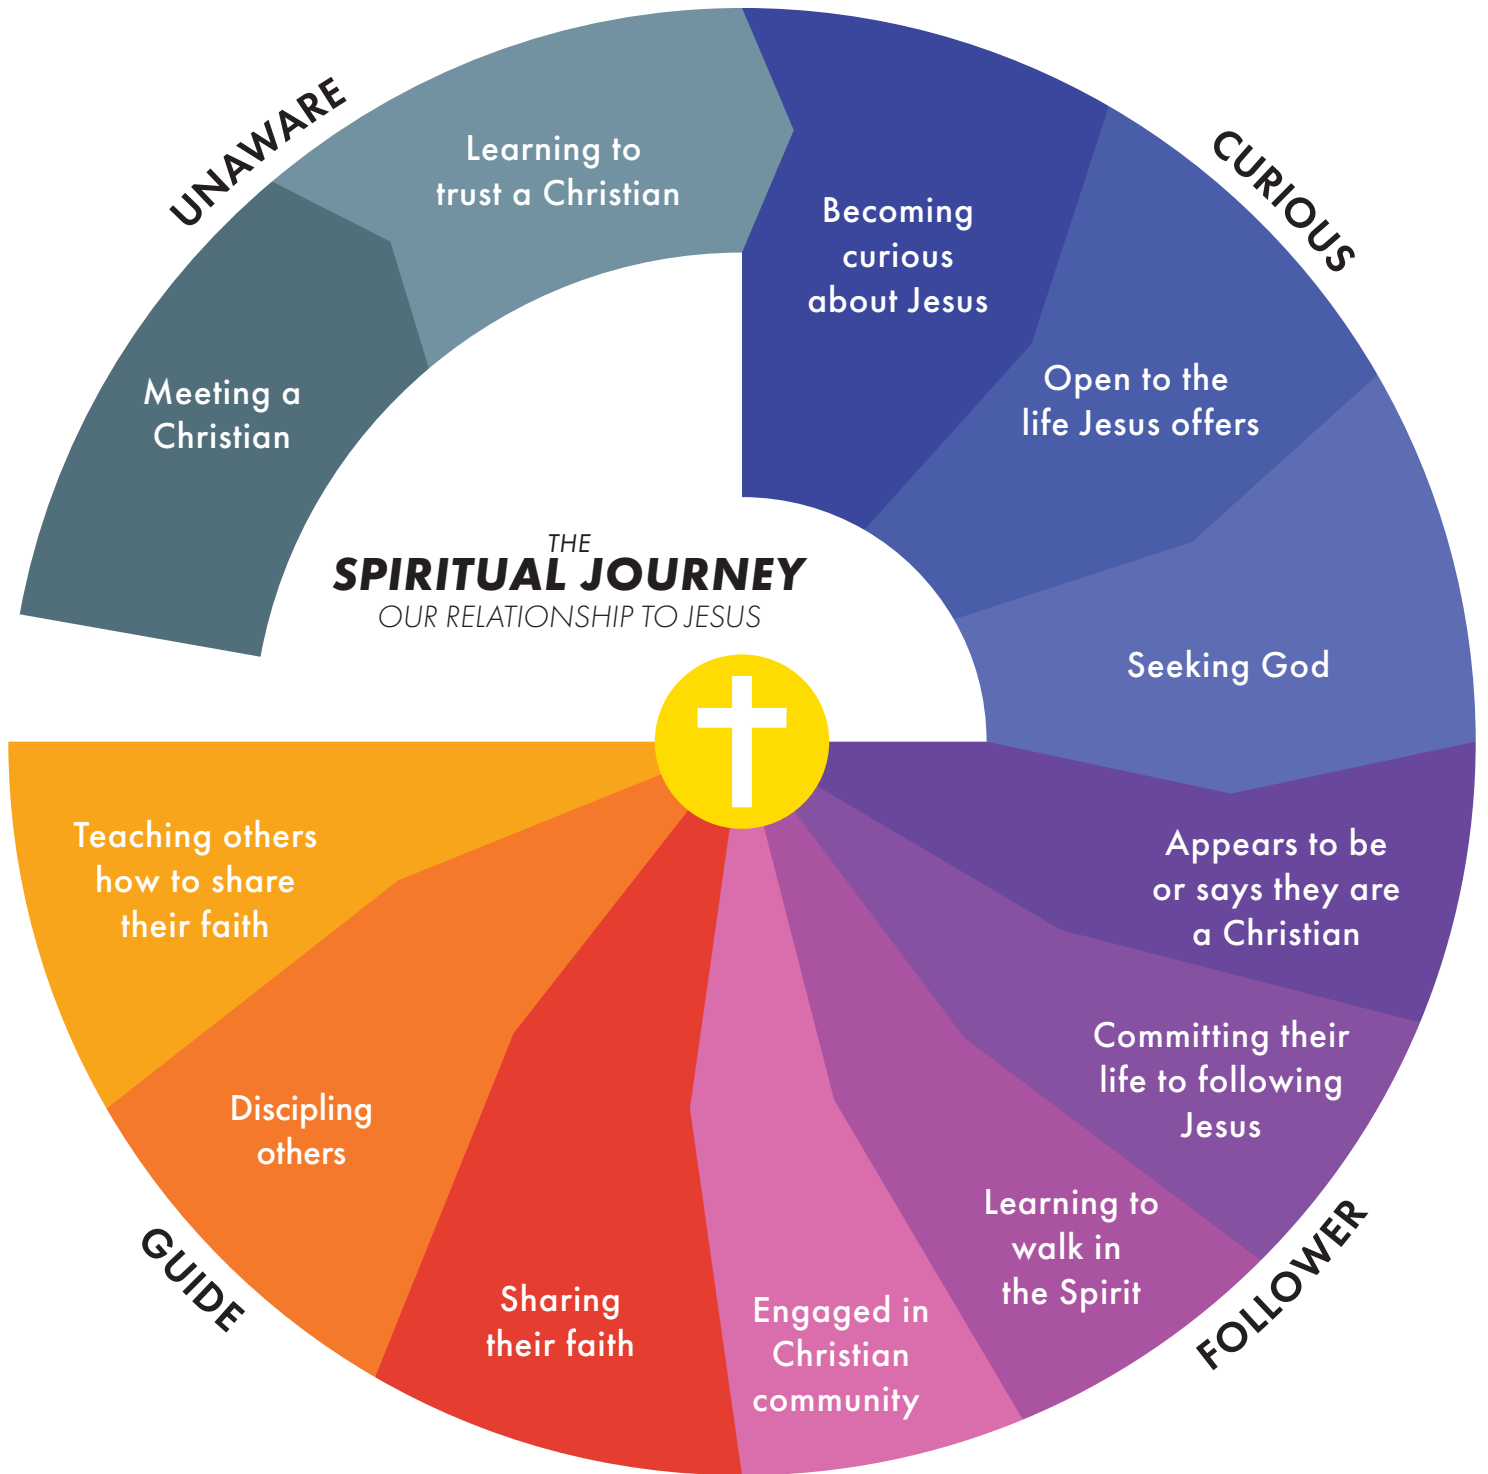 THE
SPIRITUAL JOURNEY
OUR RELATIONSHIP TO JESUS
UNAWARE
Meeting a
Christian
Learning to
trust a Christian
CURIOUS
Becoming
curious
about Jesus
Open to the
life Jesus offers
Seeking God
FOLLOWER
Appears to be
or says they are
a Christian
Committing their
life to following
Jesus
Learning to
walk in
the Spirit
Engaged in
Christian
community
GUIDE
Sharing
their faith
Discipling
others
Teaching others
how to share
their faith